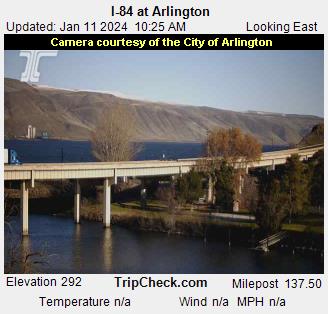 I-84 at Arlington
Updated: Jan 11 2024 10:25 AM Looking East
Camera courtesy of the City of Arlington
Elevation 292 TripCheck.com Milepost 137.50
Temperature n/a Wind n/a MPH n/a